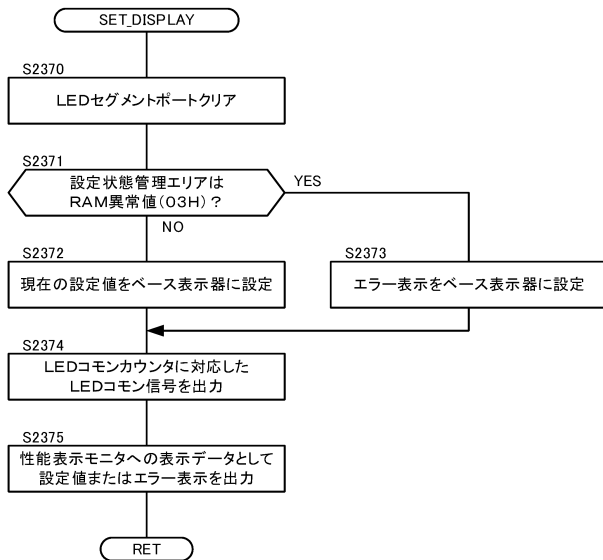 SET_DISPLAY
S2370
LEDセグメントポートクリア
S2371
設定状態管理エリアは
RAM異常値(03H)?
YES
NO
S2372
現在の設定値をベース表示器に設定
S2373
エラー表示をベース表示器に設定
S2374
LEDコモンカウンタに対応した
LEDコモン信号を出力
S2375
性能表示モニタへの表示データとして
設定値またはエラー表示を出力
RET